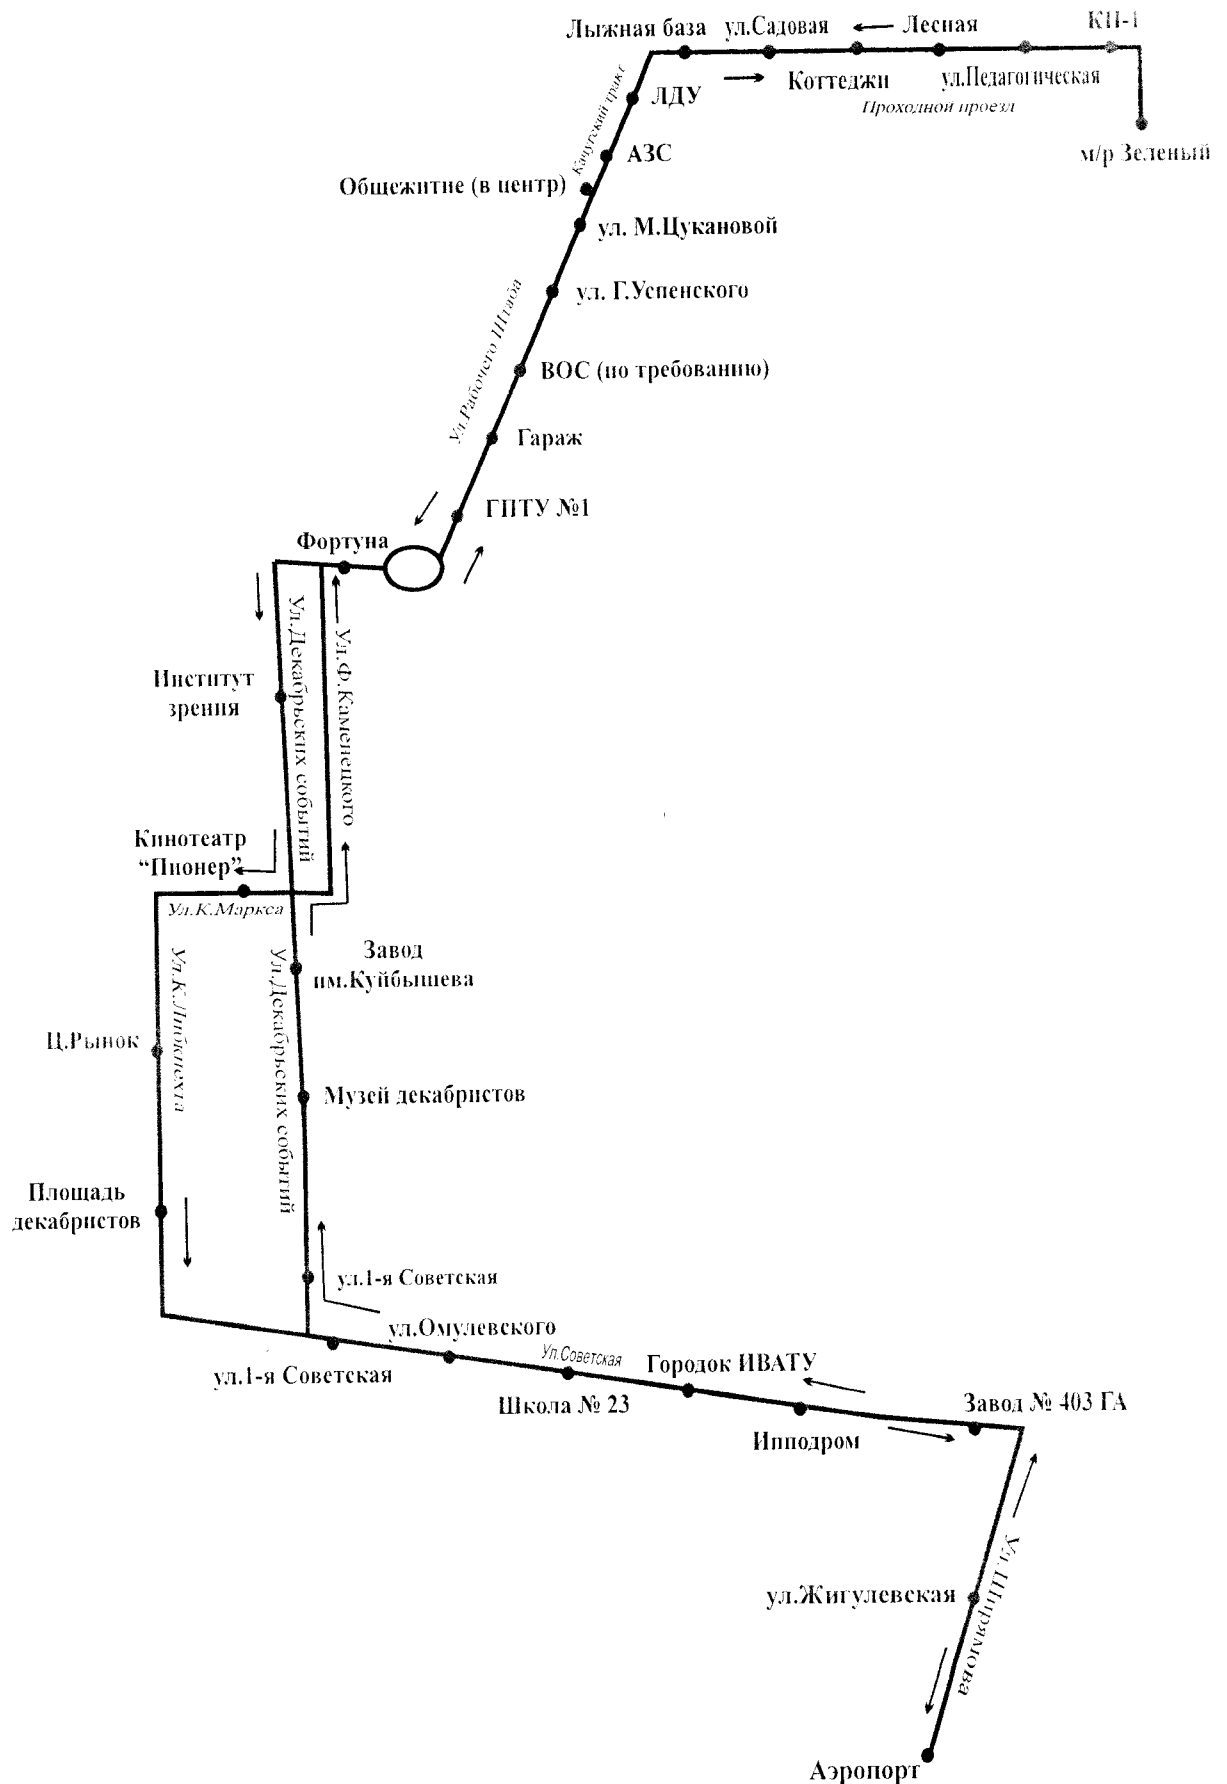 КП-1
Лыжная база
ул.Садовая
Лесная
Коттеджи
ул.Педагогическая
Проходной проезд
м/р Зеленый
Качугский тракт
ЛДУ
АЗС
Общежитие (в центр)
ул. М.Цукановой
ул. Г.Успенского
Ул.Рабочего Штаба
ВОС (по требованию)
Гараж
ГПТУ №1
Фортуна
Ул.Декабрьских событий
Ул.Ф.Каменецкого
Институт
зрения
Кинотеатр
“Пионер”
Ул.К.Маркса
Завод
им.Куйбышева
Ул.К.Либкнехта
Ул.Декабрьских событий
Ц.Рынок
Музей декабристов
Площадь
декабристов
ул.1-я Советская
ул.Омулевского
ул.1-я Советская
Ул.Советская
Городок ИВАТУ
Школа № 23
Завод № 403 ГА
Ипподром
Ул.Ширямова
ул.Жигулевская
Аэропорт